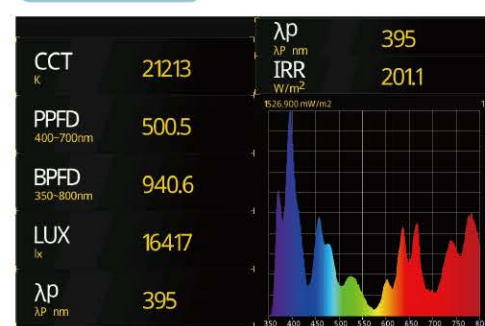 CCT
K
21213
PPFD
400~700nm
500.5
BPFD
350~800nm
940.6
LUX
lx
16417
λp
λP nm
395
λp
λP nm
395
IRR
W/m²
201.1
1526.900 mW/m2
350 400 450 500 550 600 650 700 750